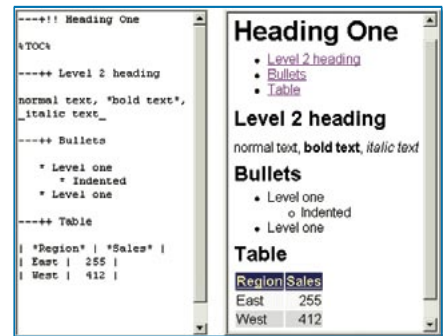 ---+!! Heading One
%TOC%
---++ Level 2 heading
normal text, *bold text*,
_italic text_
---++ Bullets
* Level one
* Indented
* Level one
---++ Table
| *Region* | *Sales* |
| East | 255 |
| West | 412 |
Heading One
• Level 2 heading
• Bullets
• Table
Level 2 heading
normal text, bold text, italic text
Bullets
• Level one
o Indented
• Level one
Table
Region Sales
East 255
West 412